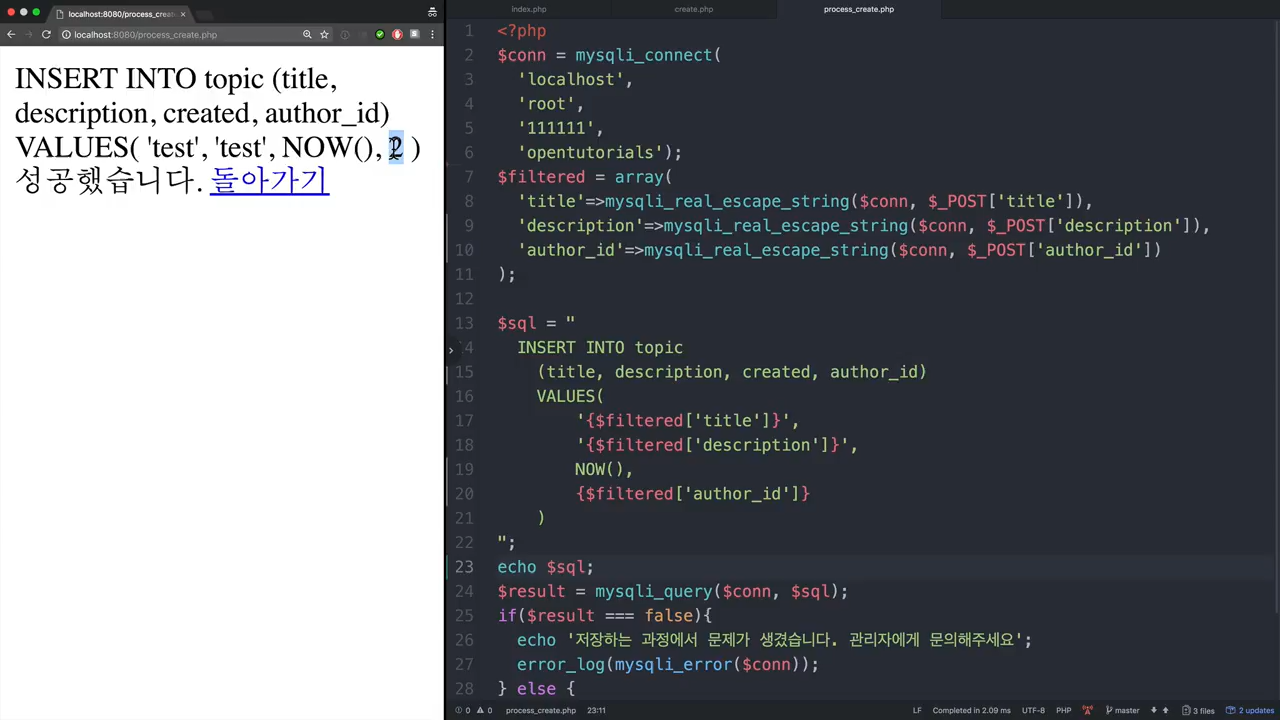 localhost:8080/process_crea
localhost:8080/process_create.php
INSERT INTO topic (title,
description, created, author_id)
VALUES( 'test', 'test', NOW(), 2 )
성공했습니다. 돌아가기
index.php
create.php
process_create.php
1 <?php
2 $conn = mysqli_connect(
3 'localhost',
4 'root',
5 '111111',
6 'opentutorials');
7 $filtered = array(
8 'title'=>mysqli_real_escape_string($conn, $_POST['title']),
9 'description'=>mysqli_real_escape_string($conn, $_POST['description']),
10 'author_id'=>mysqli_real_escape_string($conn, $_POST['author_id'])
11 );
12
13 $sql = "
14 INSERT INTO topic
15 (title, description, created, author_id)
16 VALUES(
17 '{$filtered['title']}',
18 '{$filtered['description']}',
19 NOW(),
20 {$filtered['author_id']}
21 )
22 ";
23 echo $sql;
24 $result = mysqli_query($conn, $sql);
25 if($result === false){
26 echo '저장하는 과정에서 문제가 생겼습니다. 관리자에게 문의해주세요';
27 error_log(mysqli_error($conn));
28 } else {
0 0 process_create.php 23:11 LF Completed in 2.09 ms UTF-8 PHP master 3 files 2 updates